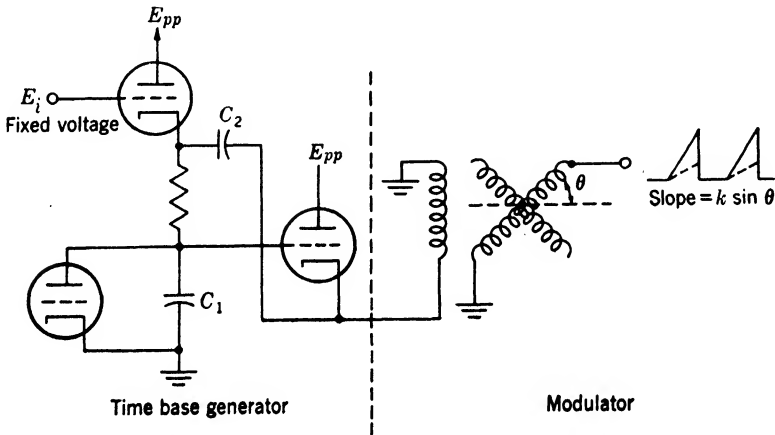 E_pp
E_i
Fixed voltage
C_2
E_pp
C_1
θ
Slope = k sin θ
Time base generator
Modulator